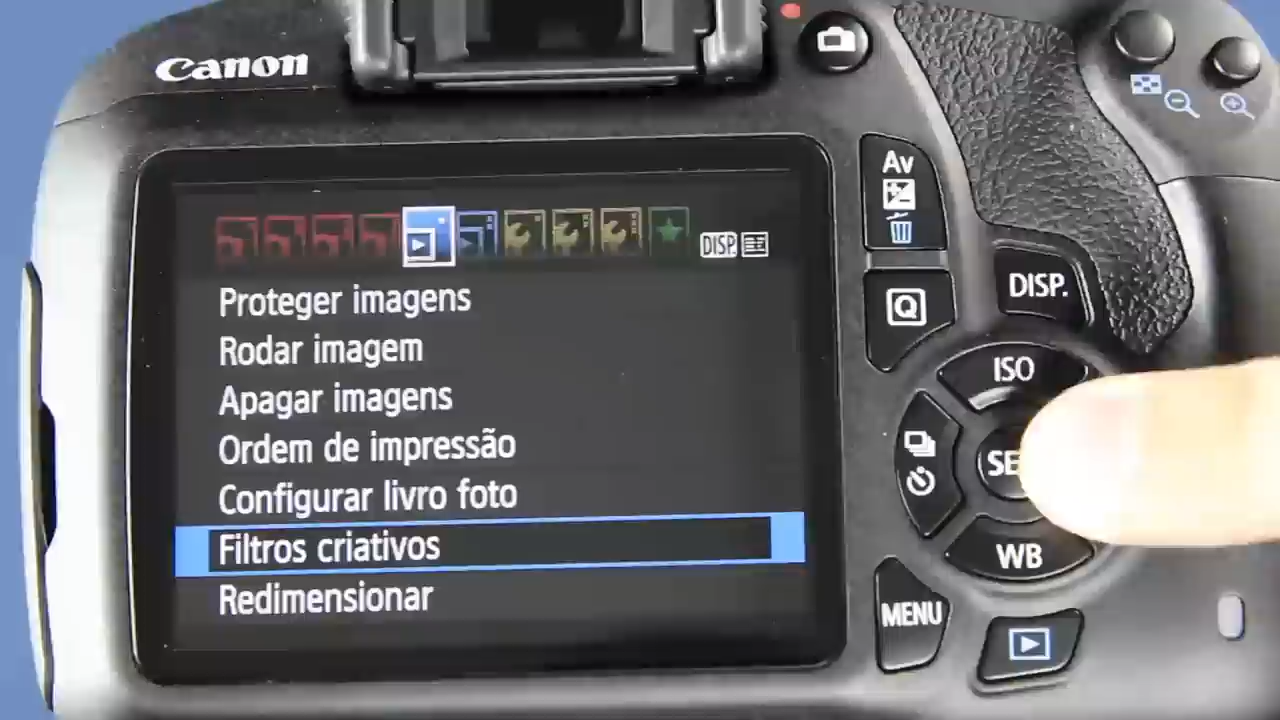 Canon
DISP
Proteger imagens
Rodar imagem
Apagar imagens
Ordem de impressão
Configurar livro foto
Filtros criativos
Redimensionar
Av
Q
DISP.
ISO
WB
MENU